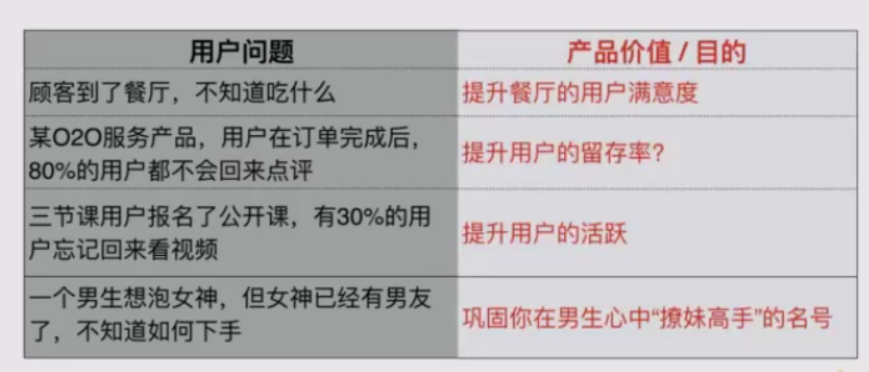 用户问题
产品价值 / 目的
顾客到了餐厅，不知道吃什么
提升餐厅的用户满意度
某O2O服务产品，用户在订单完成后，
80%的用户都不会回来点评
提升用户的留存率？
三节课用户报名了公开课，有30%的用
户忘记回来看视频
提升用户的活跃
一个男生想泡女神，但女神已经有男友
了，不知道如何下手
巩固你在男生心中“撩妹高手”的名号